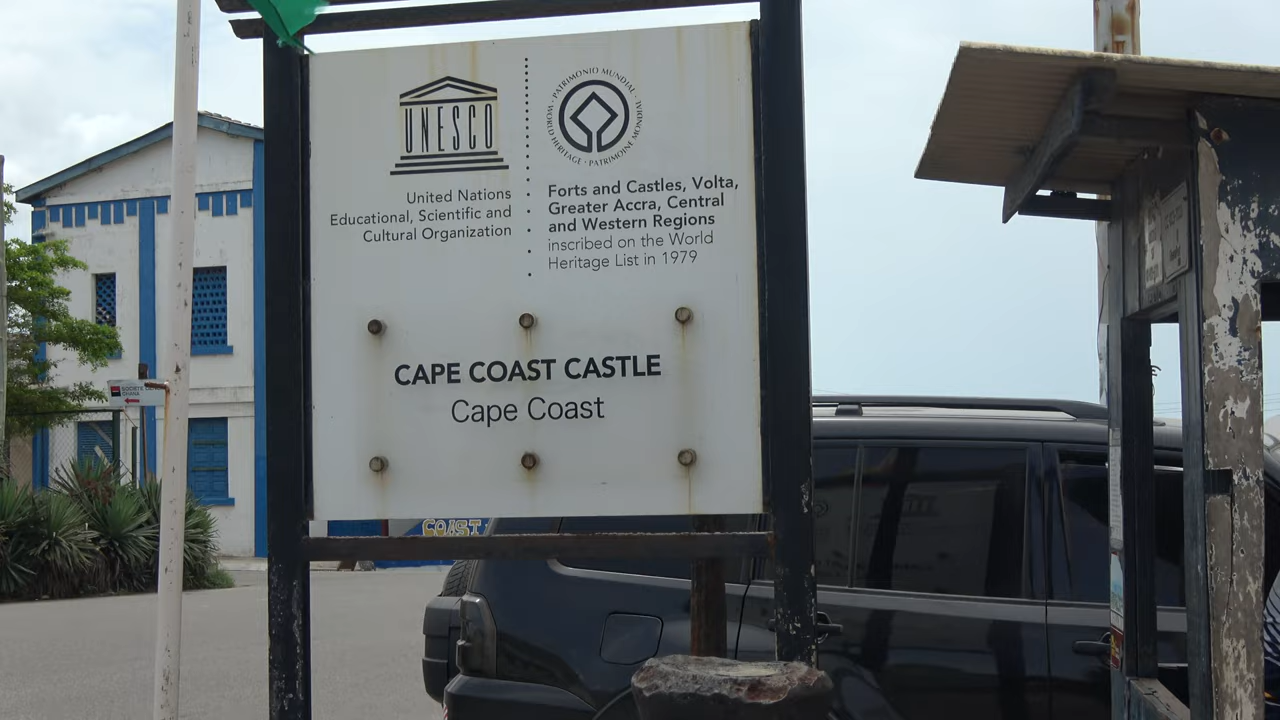 UNESCO
United Nations
Educational, Scientific and
Cultural Organization
WORLD HERITAGE · PATRIMOINE MONDIAL · PATRIMONIO MUNDIAL ·
Forts and Castles, Volta,
Greater Accra, Central
and Western Regions
inscribed on the World
Heritage List in 1979
CAPE COAST CASTLE
Cape Coast
SOCIETE
GHANA
COAST